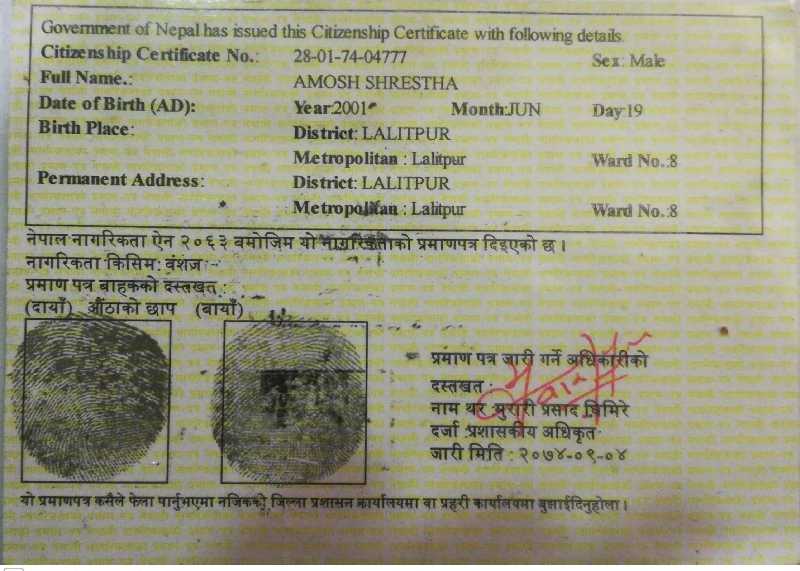 Government of Nepal has issued this Citizenship Certificate with following details.
Citizenship Certificate No.: 28-01-74-04777 Sex: Male
Full Name.: AMOSH SHRESTHA
Date of Birth (AD): Year:2001 Month:JUN Day:19
Birth Place: District: LALITPUR
Metropolitan : Lalitpur Ward No.:8
Permanent Address: District: LALITPUR
Metropolitan : Lalitpur Ward No.:8
नेपाल नागरिकता ऐन २०६३ बमोजिम यो नागरिकताको प्रमाणपत्र दिइएको छ ।
नागरिकता किसिम: वंशज
प्रमाण पत्र बाहकको दस्तखत :
(दायाँ) औंठाको छाप (बायाँ)
प्रमाण पत्र जारी गर्ने अधिकारीको
दस्तखत :
नाम थर मुरारी प्रसाद घिमिरे
दर्जा :प्रशासकीय अधिकृत
जारी मिति : २०७४-०९-०४
यो प्रमाणपत्र कसैले फेला पार्नुभएमा नजिकको जिल्ला प्रशासन कार्यालयमा वा प्रहरी कार्यालयमा बुझाईदिनुहोला ।